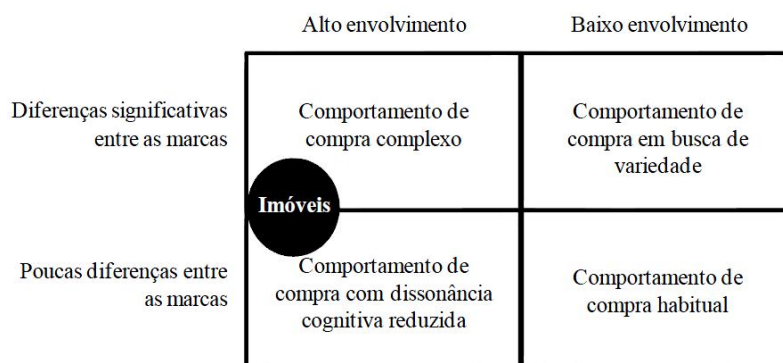 Alto envolvimento
Baixo envolvimento
Diferenças significativas
entre as marcas
Comportamento de
compra complexo
Comportamento de
compra em busca de
variedade
Imóveis
Poucas diferenças entre
as marcas
Comportamento de
compra com dissonância
cognitiva reduzida
Comportamento de
compra habitual